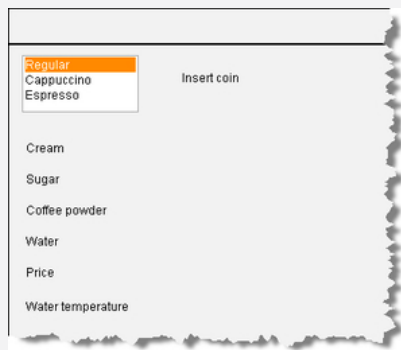 Regular
Cappuccino
Espresso
Insert coin
Cream
Sugar
Coffee powder
Water
Price
Water temperature